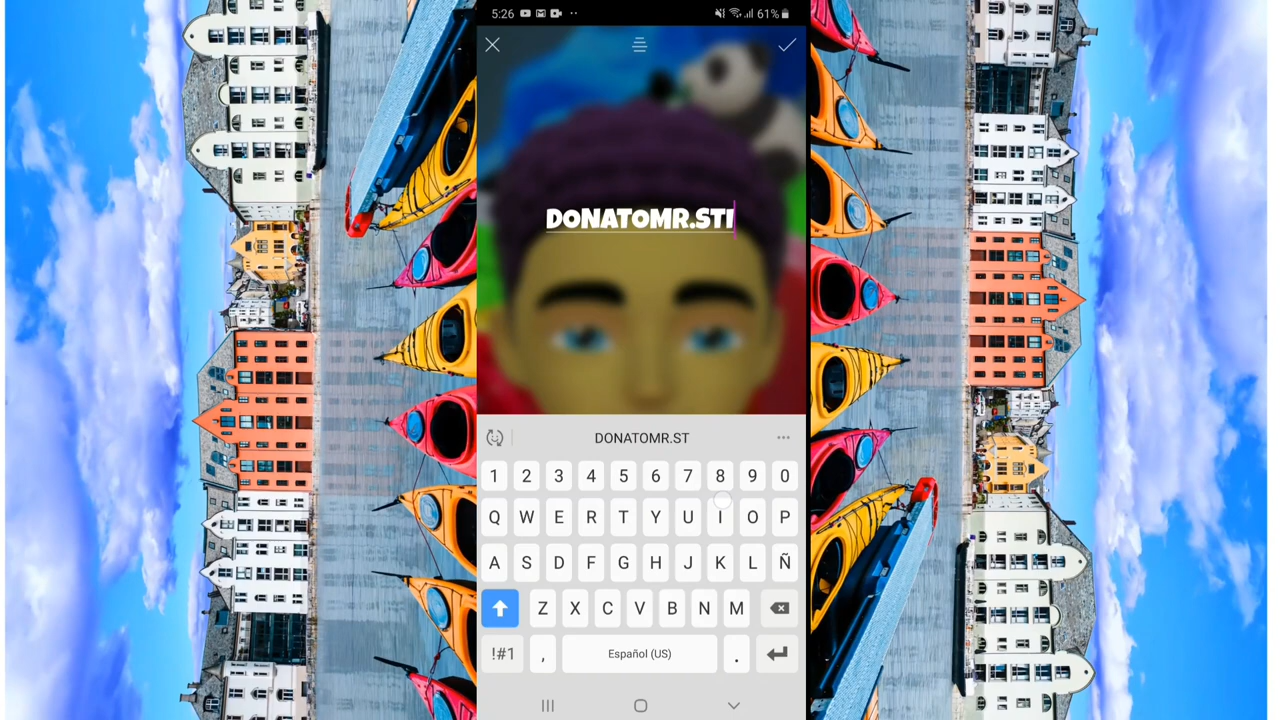 5:26 61%
DONATOMR.STI
DONATOMR.ST
1 2 3 4 5 6 7 8 9 0
Q W E R T Y U I O P
A S D F G H J K L Ñ
Z X C V B N M
!#1 , Español (US) .